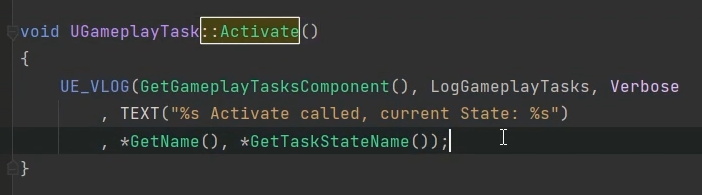 void UGameplayTask::Activate()
{
UE_VLOG(GetGameplayTasksComponent(), LogGameplayTasks, Verbose
, TEXT("%s Activate called, current State: %s")
, *GetName(), *GetTaskStateName());
}